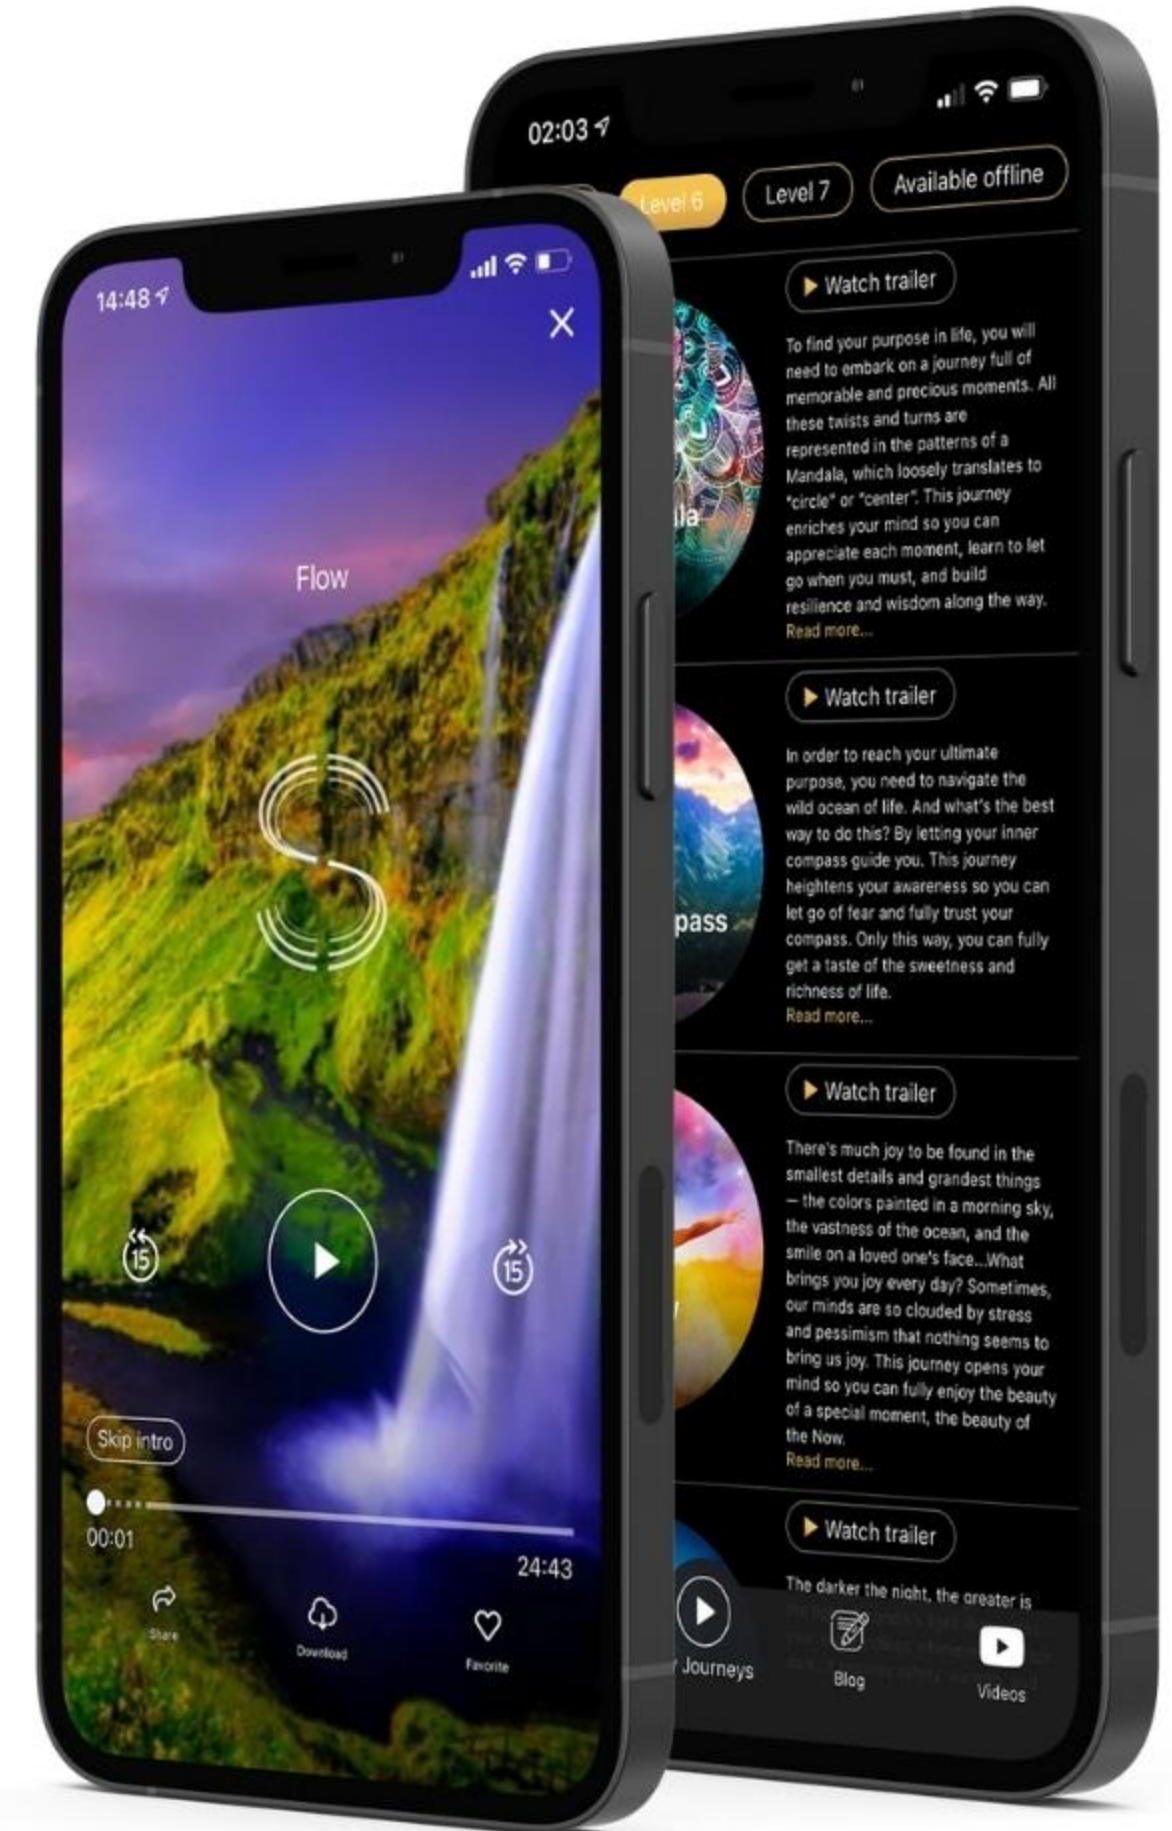 14:48
Flow
S
15
15
Skip intro
00:01
24:43
Share
Download
Favorite
02:03
Level 6
Level 7
Available offline
Watch trailer
To find your purpose in life, you will
need to embark on a journey full of
memorable and precious moments. All
these twists and turns are
represented in the patterns of a
Mandala, which loosely translates to
"circle" or "center". This journey
enriches your mind so you can
appreciate each moment, learn to let
go when you must, and build
resilience and wisdom along the way.
Read more...
la
Watch trailer
In order to reach your ultimate
purpose, you need to navigate the
wild ocean of life. And what's the best
way to do this? By letting your inner
compass guide you. This journey
heightens your awareness so you can
let go of fear and fully trust your
compass. Only this way, you can fully
get a taste of the sweetness and
richness of life.
Read more...
pass
Watch trailer
There's much joy to be found in the
smallest details and grandest things
— the colors painted in a morning sky,
the vastness of the ocean, and the
smile on a loved one's face...What
brings you joy every day? Sometimes,
our minds are so clouded by stress
and pessimism that nothing seems to
bring us joy. This journey opens your
mind so you can fully enjoy the beauty
of a special moment, the beauty of
the Now.
Read more...
Watch trailer
The darker the night, the greater is
y Journeys
Blog
Videos